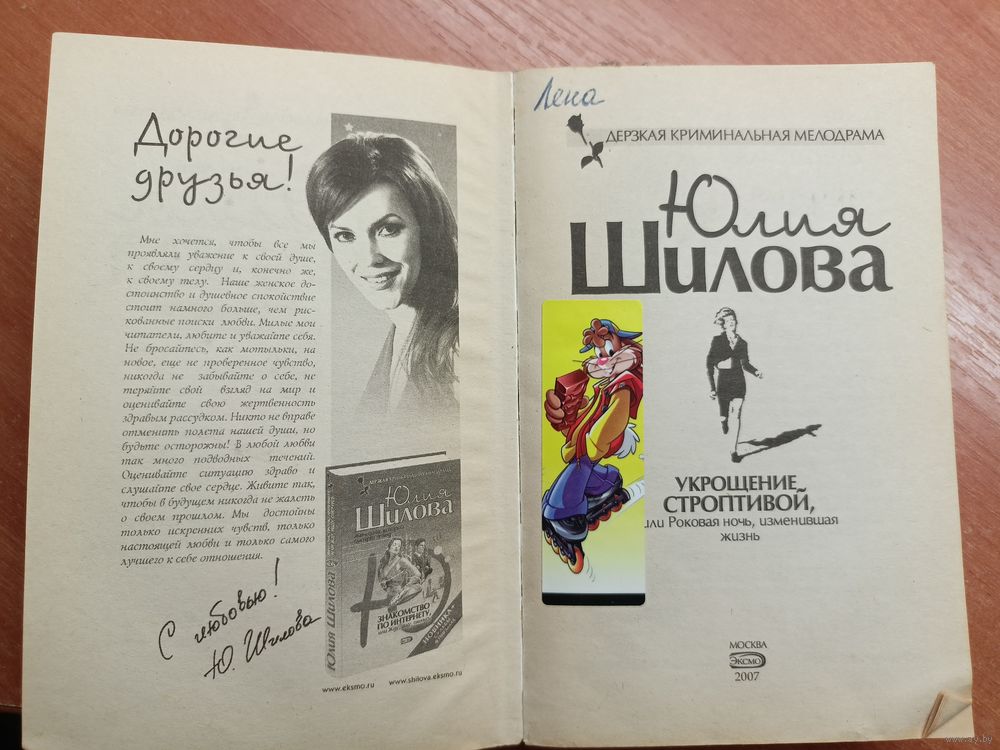 Дорогие
друзья!
Мне хочется, чтобы все мы
проявляли уважение к своей душе,
к своему сердцу и, конечно же,
к своему телу. Наше женское до-
стоинство и душевное спокойствие
стоит намного больше, чем рис-
кованные поиски любви. Милые мои
читатели, любите и уважайте себя.
Не бросайтесь, как мотыльки, на
новое, еще не проверенное чувство,
никогда не забывайте о себе, не
теряйте свой взгляд на мир и
оценивайте свою жертвенность
здравым рассудком. Никто не вправе
отменить полета нашей души, но
будьте осторожны! В любой любви
так много подводных течений.
Оценивайте ситуацию здраво и
слушайте свое сердце. Живите так,
чтобы в будущем никогда не жалеть
о своем прошлом. Мы достойны
только искренних чувств, только
настоящей любви и только самого
лучшего к себе отношения.
С любовью!
Ю. Шилова
Юлия
Шилова
ЗНАКОМСТВО
ПО ИНТЕРНЕТУ,
НОВИНКА
ЮЛИЯ ШИЛОВА
www.eksmo.ru www.shilova.eksmo.ru
Лена
ДЕРЗКАЯ КРИМИНАЛЬНАЯ МЕЛОДРАМА
Юлия
Шилова
УКРОЩЕНИЕ
СТРОПТИВОЙ,
или Роковая ночь, изменившая
жизнь
МОСКВА
Эксмо
2007
www.ay.by